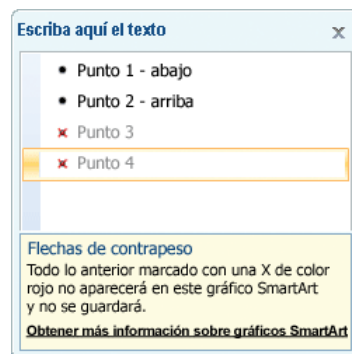 Escriba aquí el texto
Punto 1 - abajo
Punto 2 - arriba
Punto 3
Punto 4
Flechas de contrapeso
Todo lo anterior marcado con una X de color
rojo no aparecerá en este gráfico SmartArt
y no se guardará.
Obtener más información sobre gráficos SmartArt